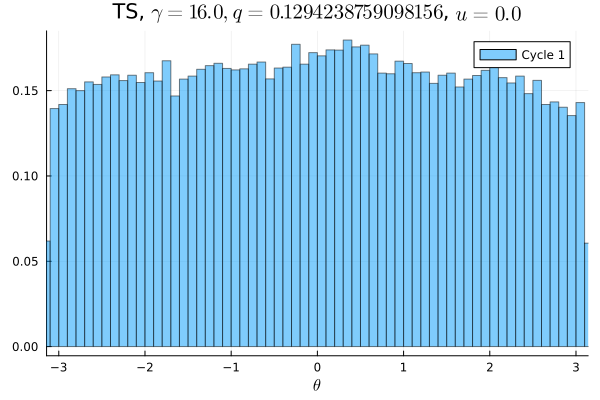 TS, γ = 16.0, q = 0.1294238759098156, u = 0.0
Cycle 1
0.15
0.10
0.05
0.00
−3 −2 −1 0 1 2 3
θ